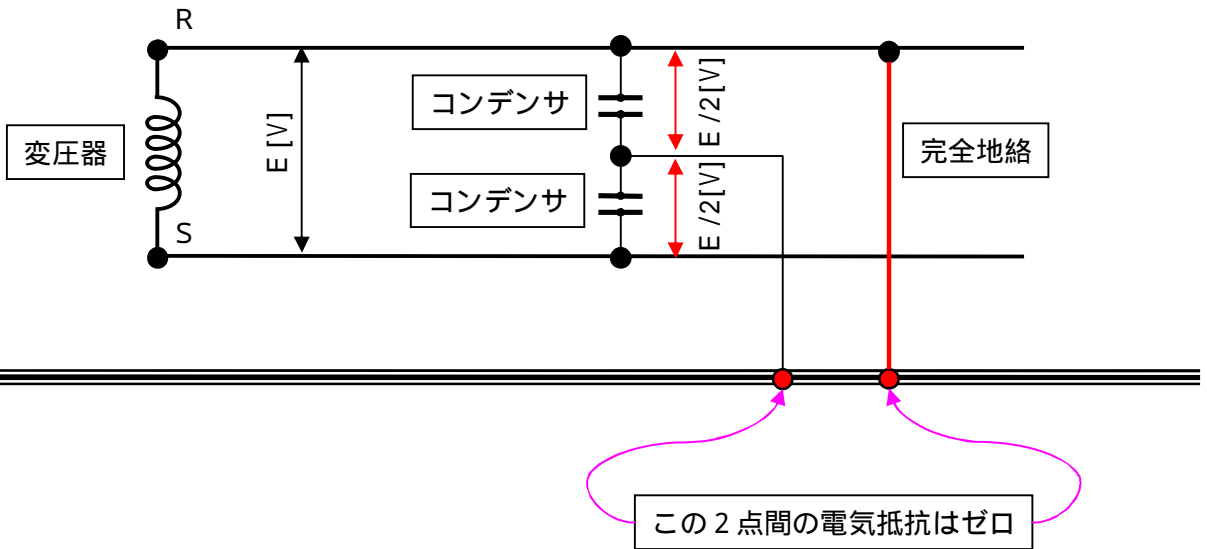 R
変圧器
E [V]
コンデンサ
E /2[V]
完全地絡
コンデンサ
E /2[V]
S
この2点間の電気抵抗はゼロ